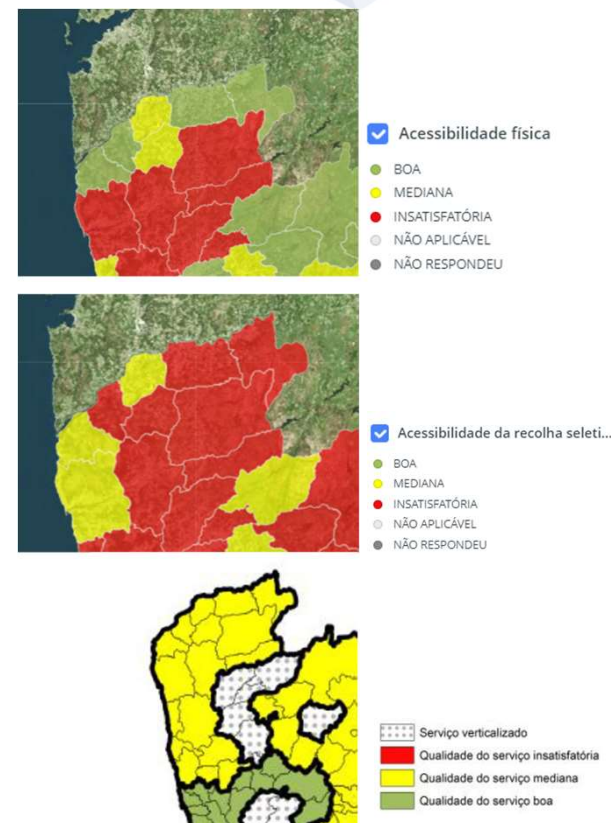 Acessibilidade física
BOA
MEDIANA
INSATISFATÓRIA
NÃO APLICÁVEL
NÃO RESPONDEU
Acessibilidade da recolha seleti...
BOA
MEDIANA
INSATISFATÓRIA
NÃO APLICÁVEL
NÃO RESPONDEU
Serviço verticalizado
Qualidade do serviço insatisfatória
Qualidade do serviço mediana
Qualidade do serviço boa